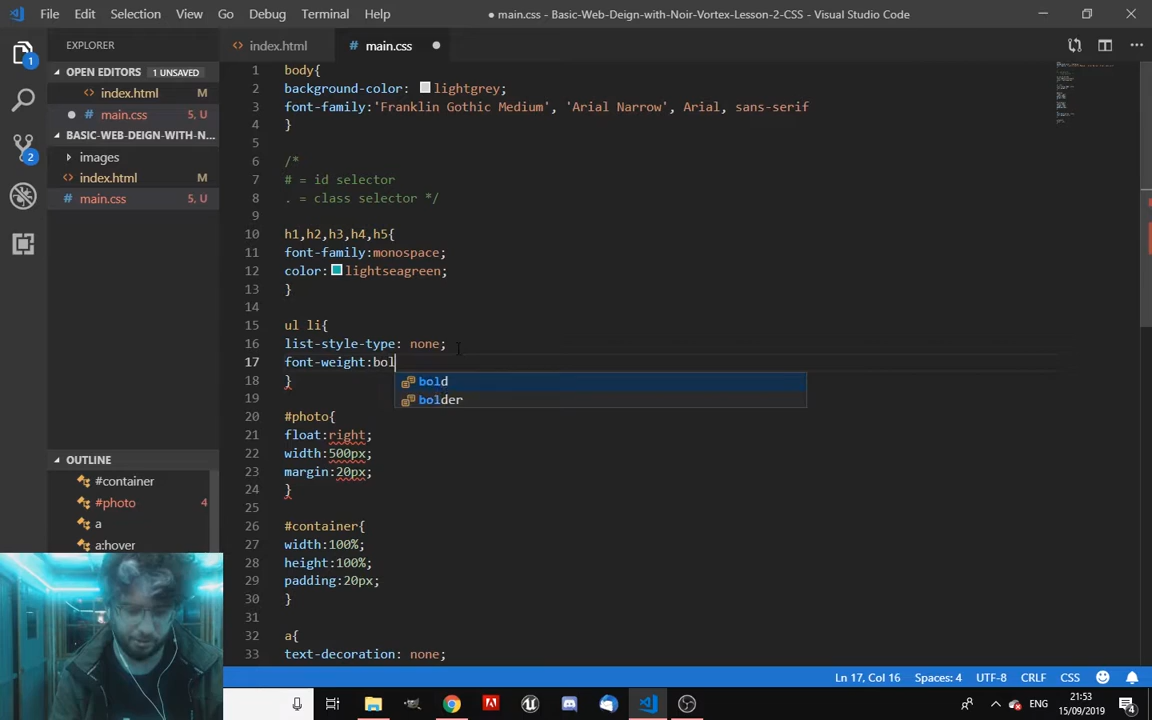 File Edit Selection View Go Debug Terminal Help
● main.css - Basic-Web-Deign-with-Noir-Vortex-Lesson-2-CSS - Visual Studio Code
EXPLORER
index.html
main.css
OPEN EDITORS 1 UNSAVED
index.html M
main.css 5, U
BASIC-WEB-DEIGN-WITH-N...
images
index.html M
main.css 5, U
1
2
1 body{
2 background-color: lightgrey;
3 font-family:'Franklin Gothic Medium', 'Arial Narrow', Arial, sans-serif
4 }
5
6 /*
7 # = id selector
8 . = class selector */
9
10 h1,h2,h3,h4,h5{
11 font-family:monospace;
12 color: lightseagreen;
13 }
14
15 ul li{
16 list-style-type: none;
17 font-weight:bol
bold
bolder
18 }
19
20 #photo{
21 float:right;
22 width:500px;
23 margin:20px;
24 }
25
26 #container{
27 width:100%;
28 height:100%;
29 padding:20px;
30 }
31
32 a{
33 text-decoration: none;
OUTLINE
#container
#photo 4
a
a:hover
Ln 17, Col 16 Spaces: 4 UTF-8 CRLF CSS
ENG
21:53
15/09/2019
4